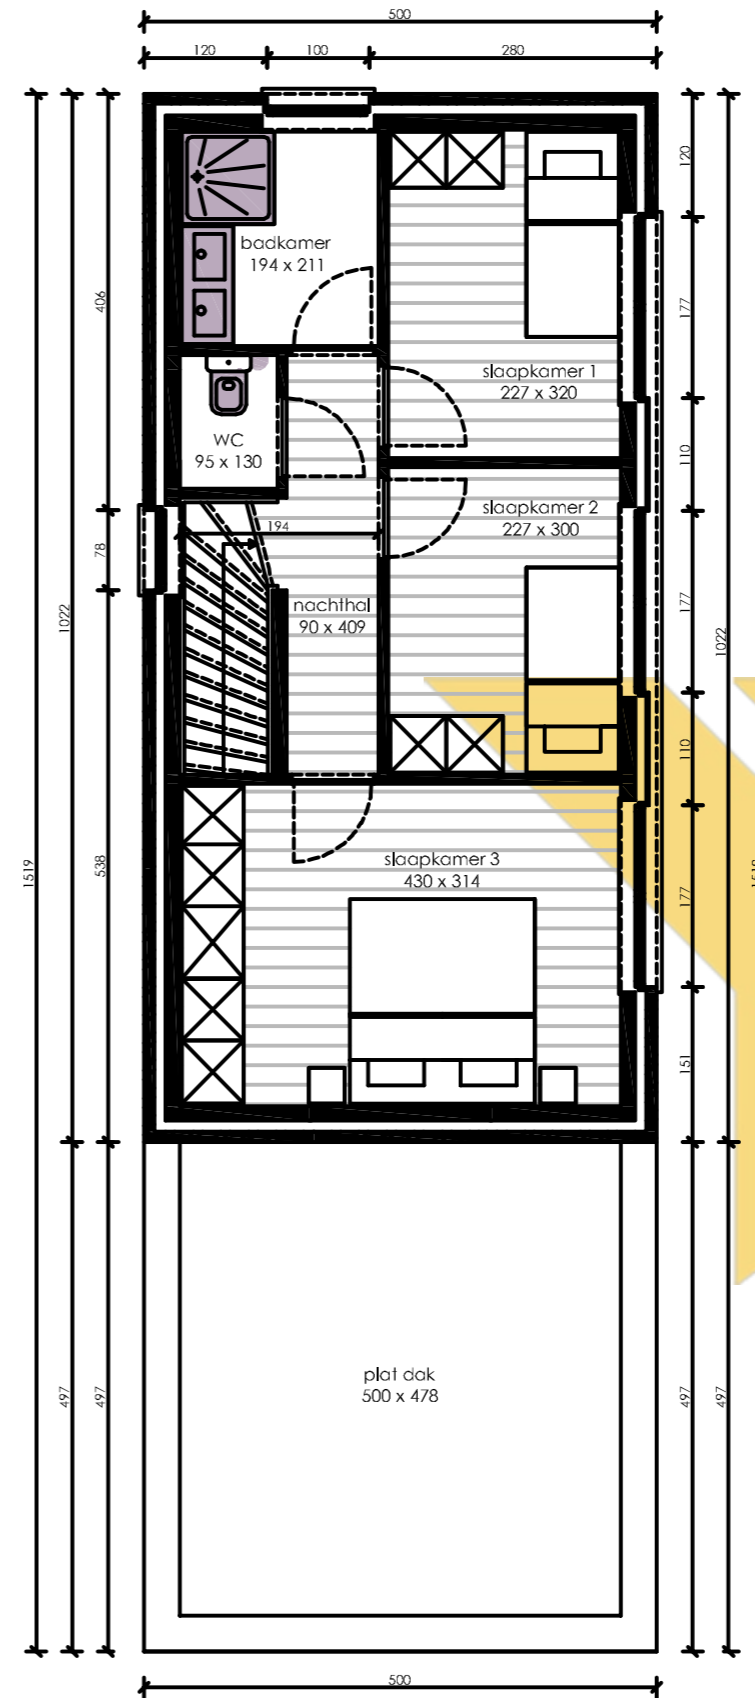 500
120 100 280
120
badkamer
194 x 211
406
177
slaapkamer 1
227 x 320
WC
95 x 130
110
slaapkamer 2
227 x 300
194
78
nachthal
90 x 409
177
1022
1022
110
slaapkamer 3
430 x 314
1519
538
177
1519
151
plat dak
500 x 478
497
497
497
497
500